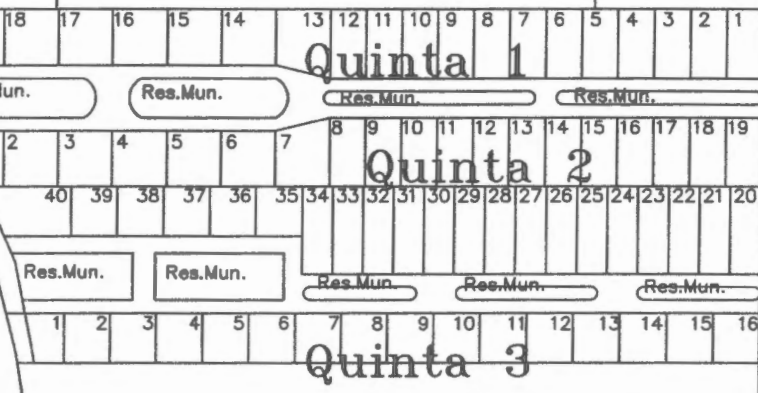 18 17 16 15 14 13 12 11 10 9 8 7 6 5 4 3 2 1
Quinta 1
Mun. Res.Mun. Res.Mun. Res.Mun.
2 3 4 5 6 7 8 9 10 11 12 13 14 15 16 17 18 19
Quinta 2
40 39 38 37 36 35 34 33 32 31 30 29 28 27 26 25 24 23 22 21 20
Res.Mun. Res.Mun. Res.Mun. Res.Mun. Res.Mun.
1 2 3 4 5 6 7 8 9 10 11 12 13 14 15 16
Quinta 3